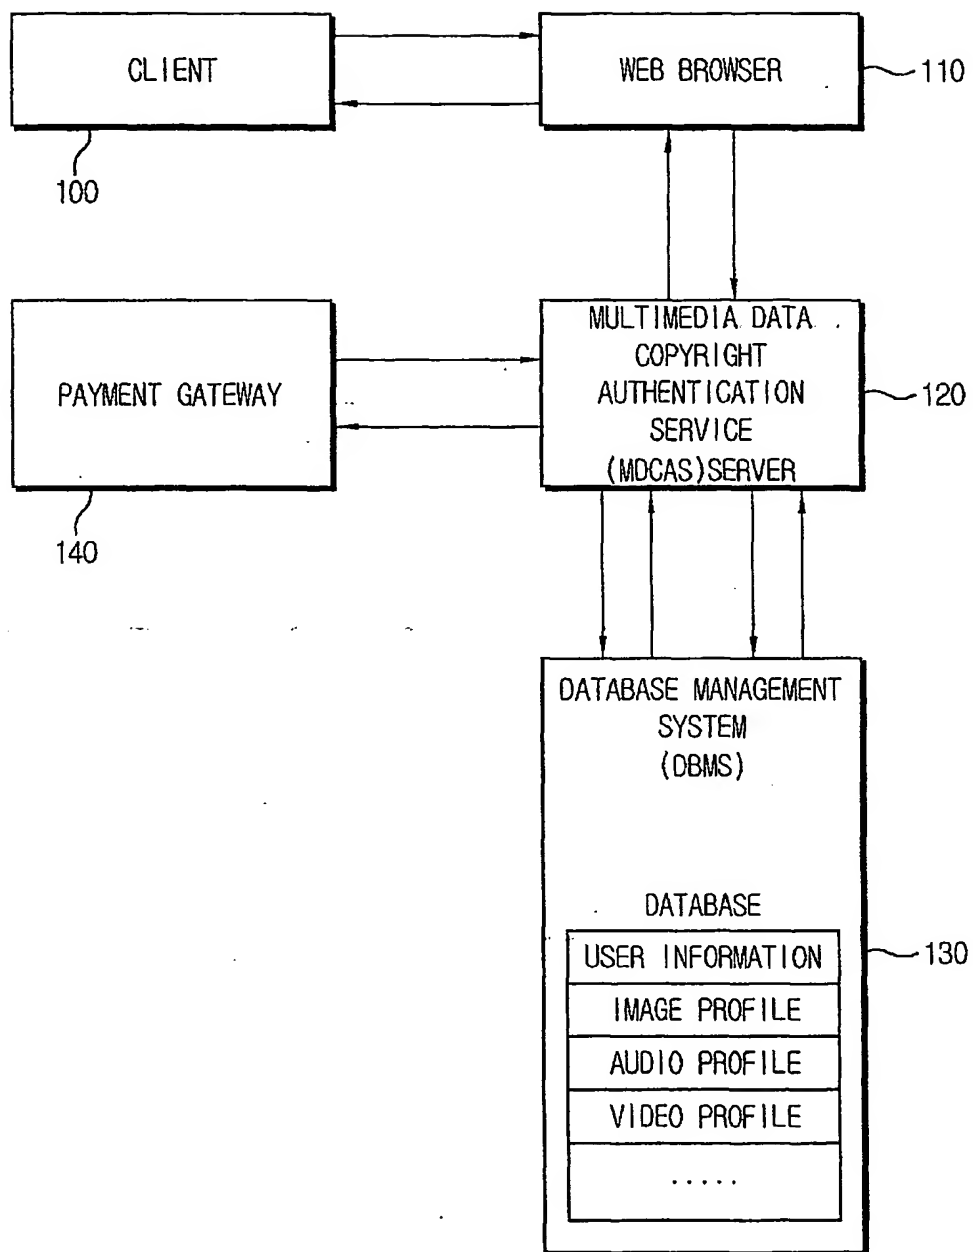 CLIENT
WEB BROWSER
110
100
PAYMENT GATEWAY
140
MULTIMEDIA DATA
COPYRIGHT
AUTHENTICATION
SERVICE
(MDCAS)SERVER
120
DATABASE MANAGEMENT
SYSTEM
(DBMS)
DATABASE
USER INFORMATION
130
IMAGE PROFILE
AUDIO PROFILE
VIDEO PROFILE
.....